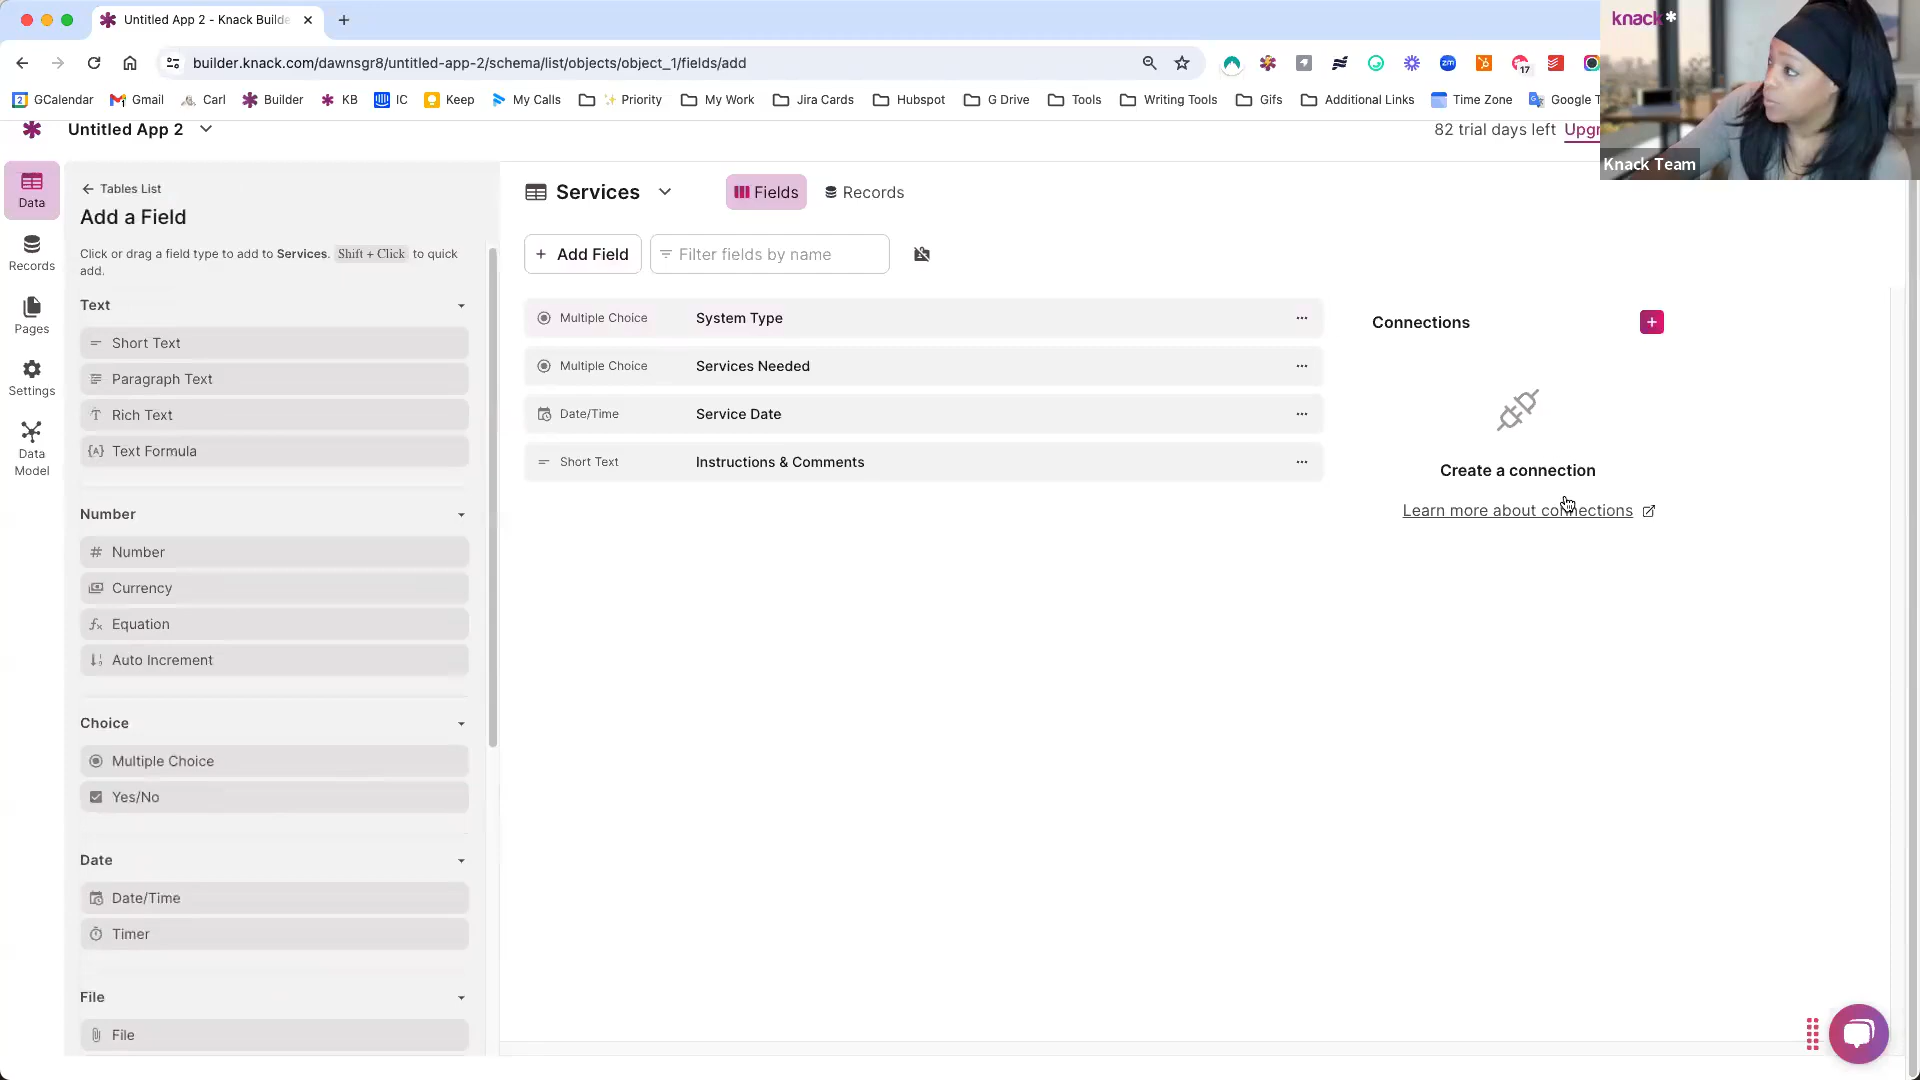 Untitled App 2 - Knack Builde
builder.knack.com/dawnsgr8/untitled-app-2/schema/list/objects/object_1/fields/add
17
GCalendar
Gmail
Carl
Builder
KB
IC
Keep
My Calls
Priority
My Work
Jira Cards
Hubspot
G Drive
Tools
Writing Tools
Gifs
Additional Links
Time Zone
Google T
knack*
Knack Team
Untitled App 2
82 trial days left
Upgr
Data
Records
Pages
Settings
Data
Model
Tables List
Add a Field
Click or drag a field type to add to Services. Shift + Click to quick
add.
Text
Short Text
Paragraph Text
Rich Text
Text Formula
Number
Number
Currency
Equation
Auto Increment
Choice
Multiple Choice
Yes/No
Date
Date/Time
Timer
File
File
Services
Fields
Records
+ Add Field
Filter fields by name
Multiple Choice System Type
Multiple Choice Services Needed
Date/Time Service Date
Short Text Instructions & Comments
Connections
Create a connection
Learn more about connections